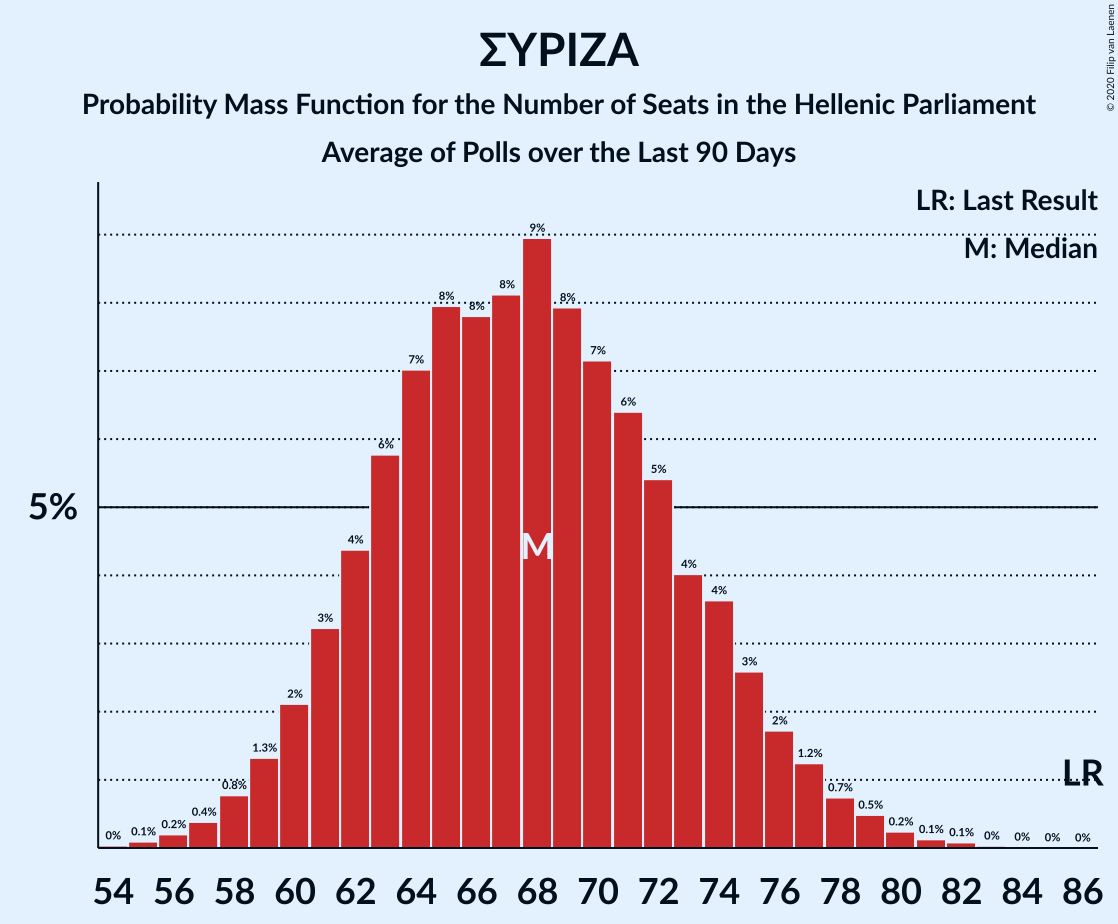 ΣΥΡΙΖΑ
Probability Mass Function for the Number of Seats in the Hellenic Parliament
Average of Polls over the Last 90 Days
© 2020 Filip van Laenen
LR: Last Result
M: Median
5%
0% 0.1% 0.2% 0.4% 0.8% 1.3% 2% 3% 4% 6% 7% 8% 8% 8% 9% 8% 7% 6% 5% 4% 4% 3% 2% 1.2% 0.7% 0.5% 0.2% 0.1% 0.1% 0% 0% 0% 0%
M
LR
54 56 58 60 62 64 66 68 70 72 74 76 78 80 82 84 86